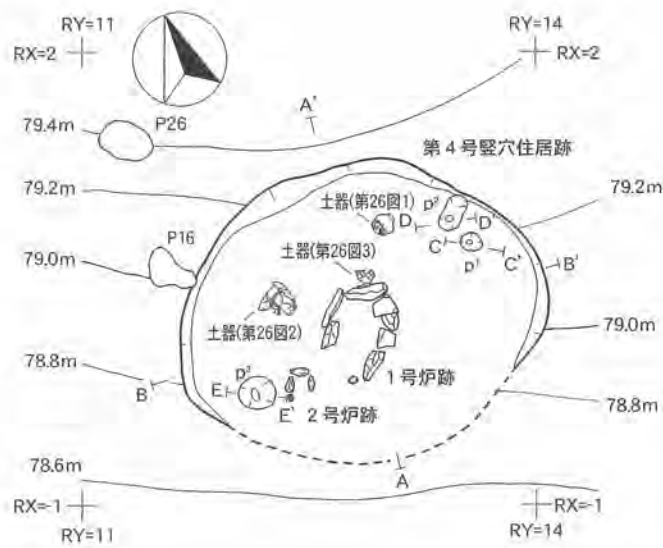 RY=11
RY=14
RX=2
RX=2
A'
P26
79.4m
第4号竪穴住居跡
79.2m
79.2m
土器(第26図1)
P²
D
D'
P16
C
C'
P¹
B'
79.0m
土器(第26図3)
土器(第26図2)
79.0m
78.8m
1号炉跡
P³
B
E
E'
2号炉跡
78.8m
78.6m
A
RX=-1
RX=-1
RY=11
RY=14